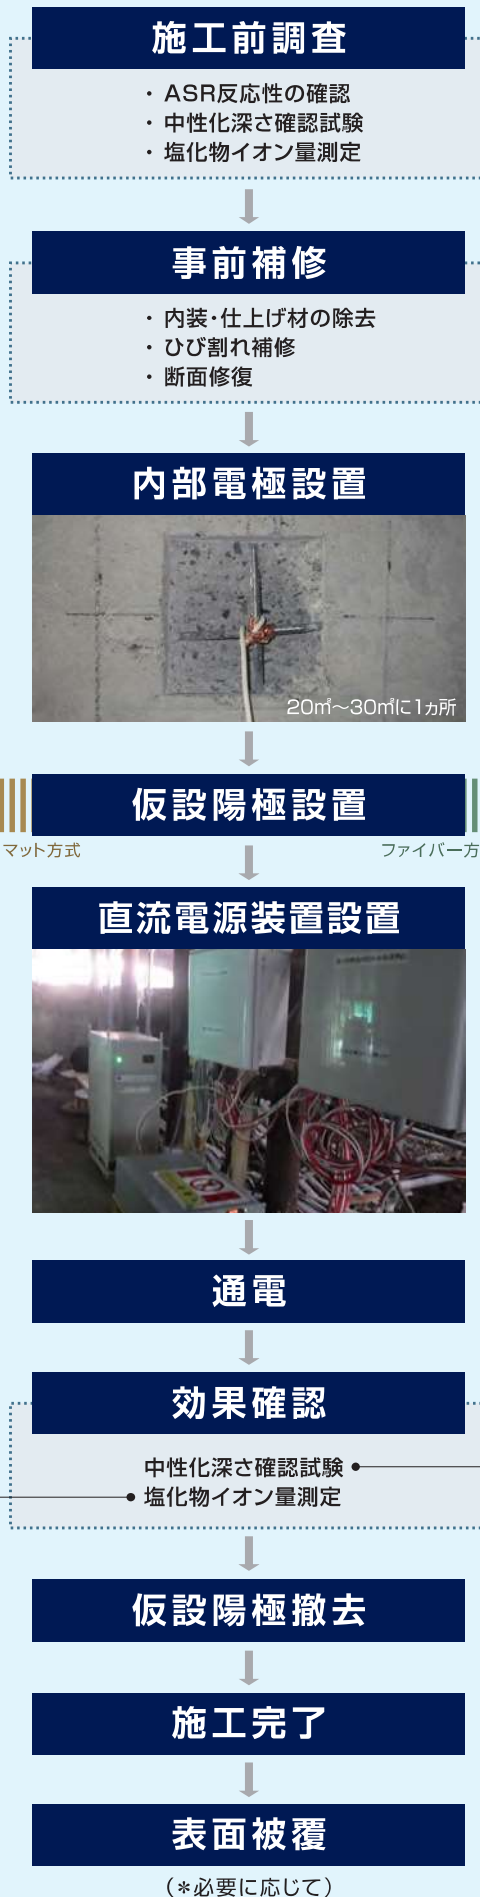 施工前調査
・ ASR反応性の確認
・ 中性化深さ確認試験
・ 塩化物イオン量測定
事前補修
・ 内装・仕上げ材の除去
・ ひび割れ補修
・ 断面修復
内部電極設置
20㎡～30㎡に1ヵ所
仮設陽極設置
マット方式
ファイバー方
直流電源装置設置
通電
効果確認
中性化深さ確認試験
塩化物イオン量測定
仮設陽極撤去
施工完了
表面被覆
(＊必要に応じて)